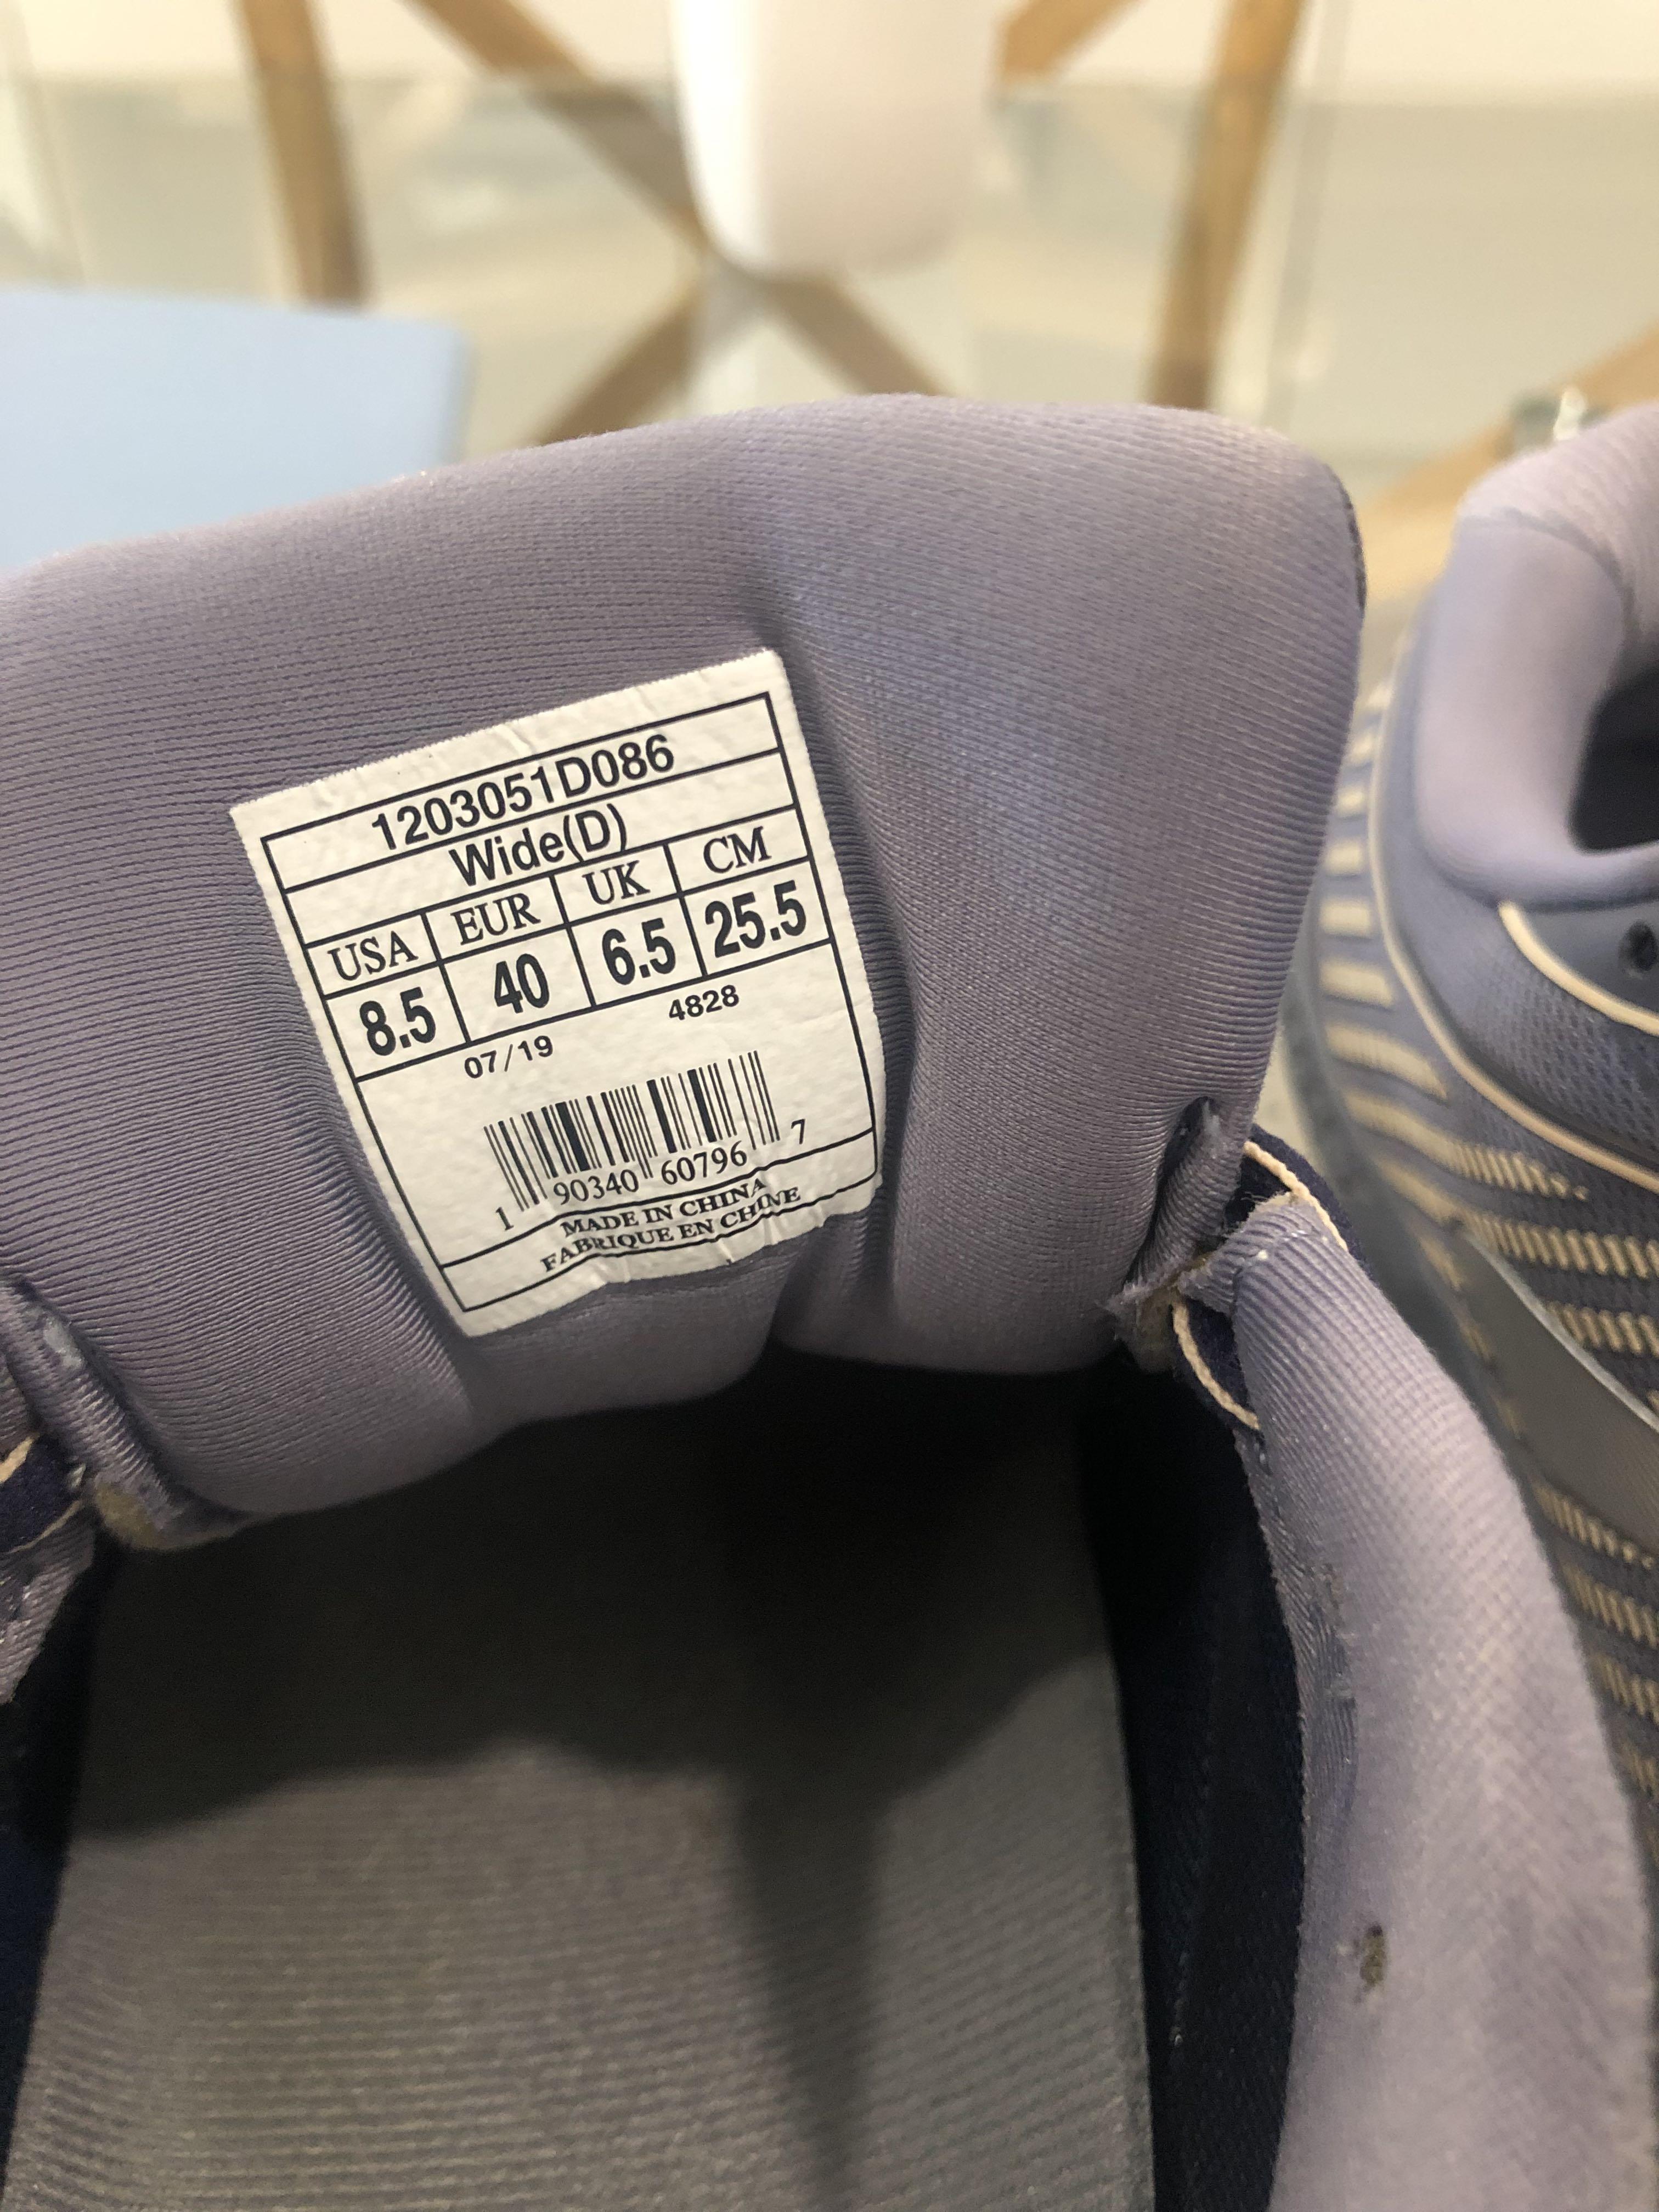 1203051D086
Wide(D)
USA EUR UK CM
8.5 40 6.5 25.5
07/19 4828
1 90340 60796 7
MADE IN CHINA
FABRIQUE EN CHINE